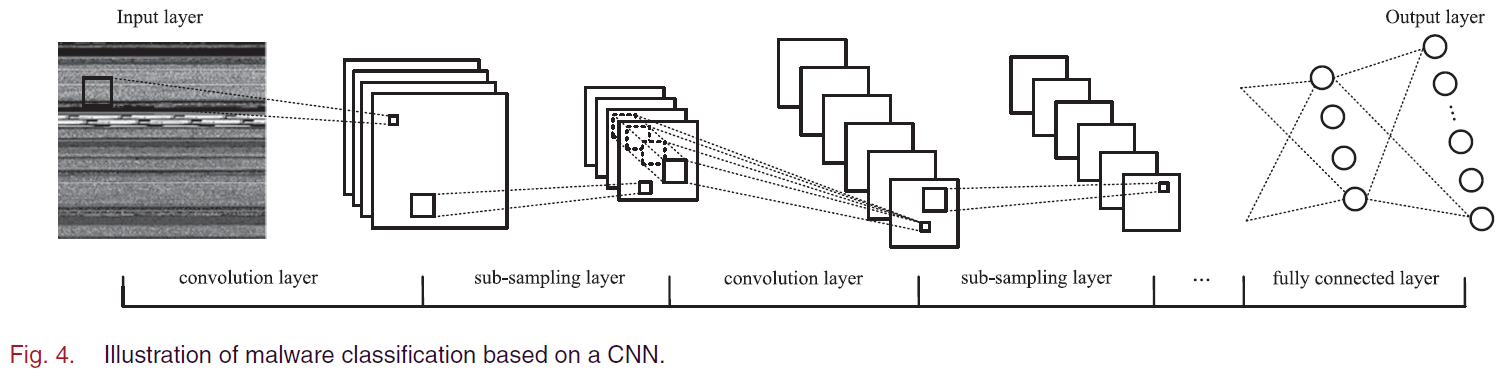 Input layer
Output layer
convolution layer
sub-sampling layer
convolution layer
sub-sampling layer
...
fully connected layer
Fig. 4. Illustration of malware classification based on a CNN.